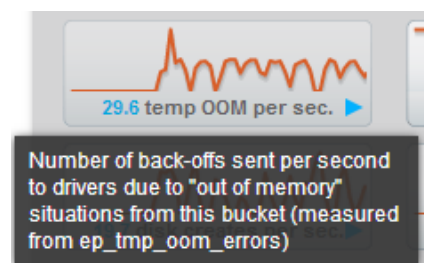 29.6 temp OOM per sec.
Number of back-offs sent per second
to drivers due to "out of memory"
situations from this bucket (measured
from ep_tmp_oom_errors)